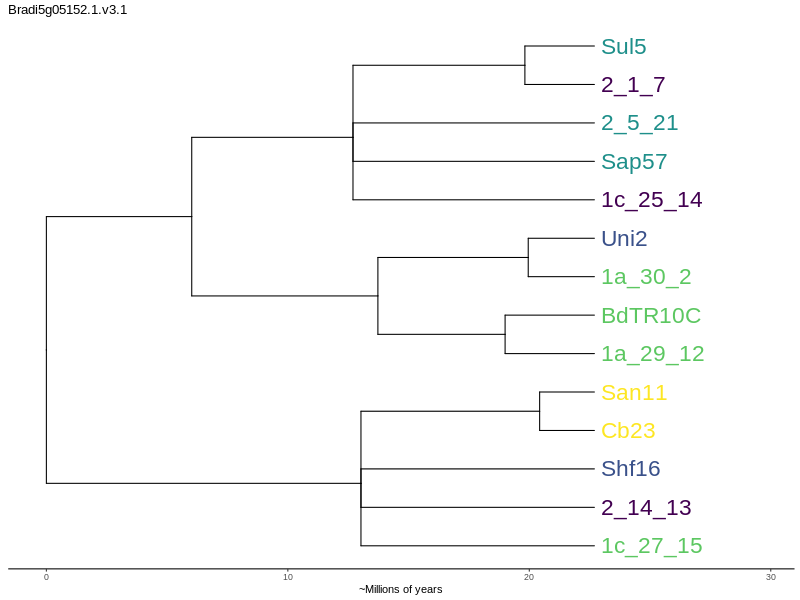 Bradi5g05152.1.v3.1
Sul5
2_1_7
2_5_21
Sap57
1c_25_14
Uni2
1a_30_2
BdTR10C
1a_29_12
San11
Cb23
Shf16
2_14_13
1c_27_15
0 10 20 30
~Millions of years